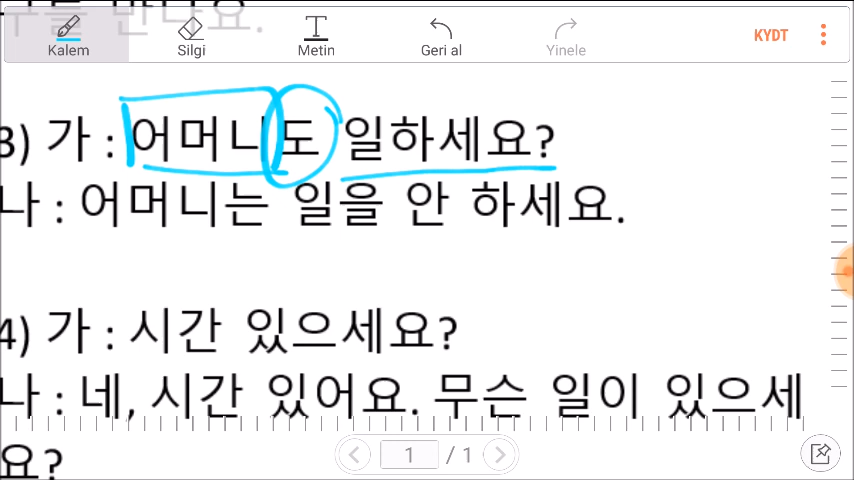 Kalem Silgi Metin Geri al Yinele KYDT
3) 가 : 어머니도 일하세요?
나 : 어머니는 일을 안 하세요.
4) 가 : 시간 있으세요?
나 : 네, 시간 있어요. 무슨 일이 있으세
요?
1 / 1